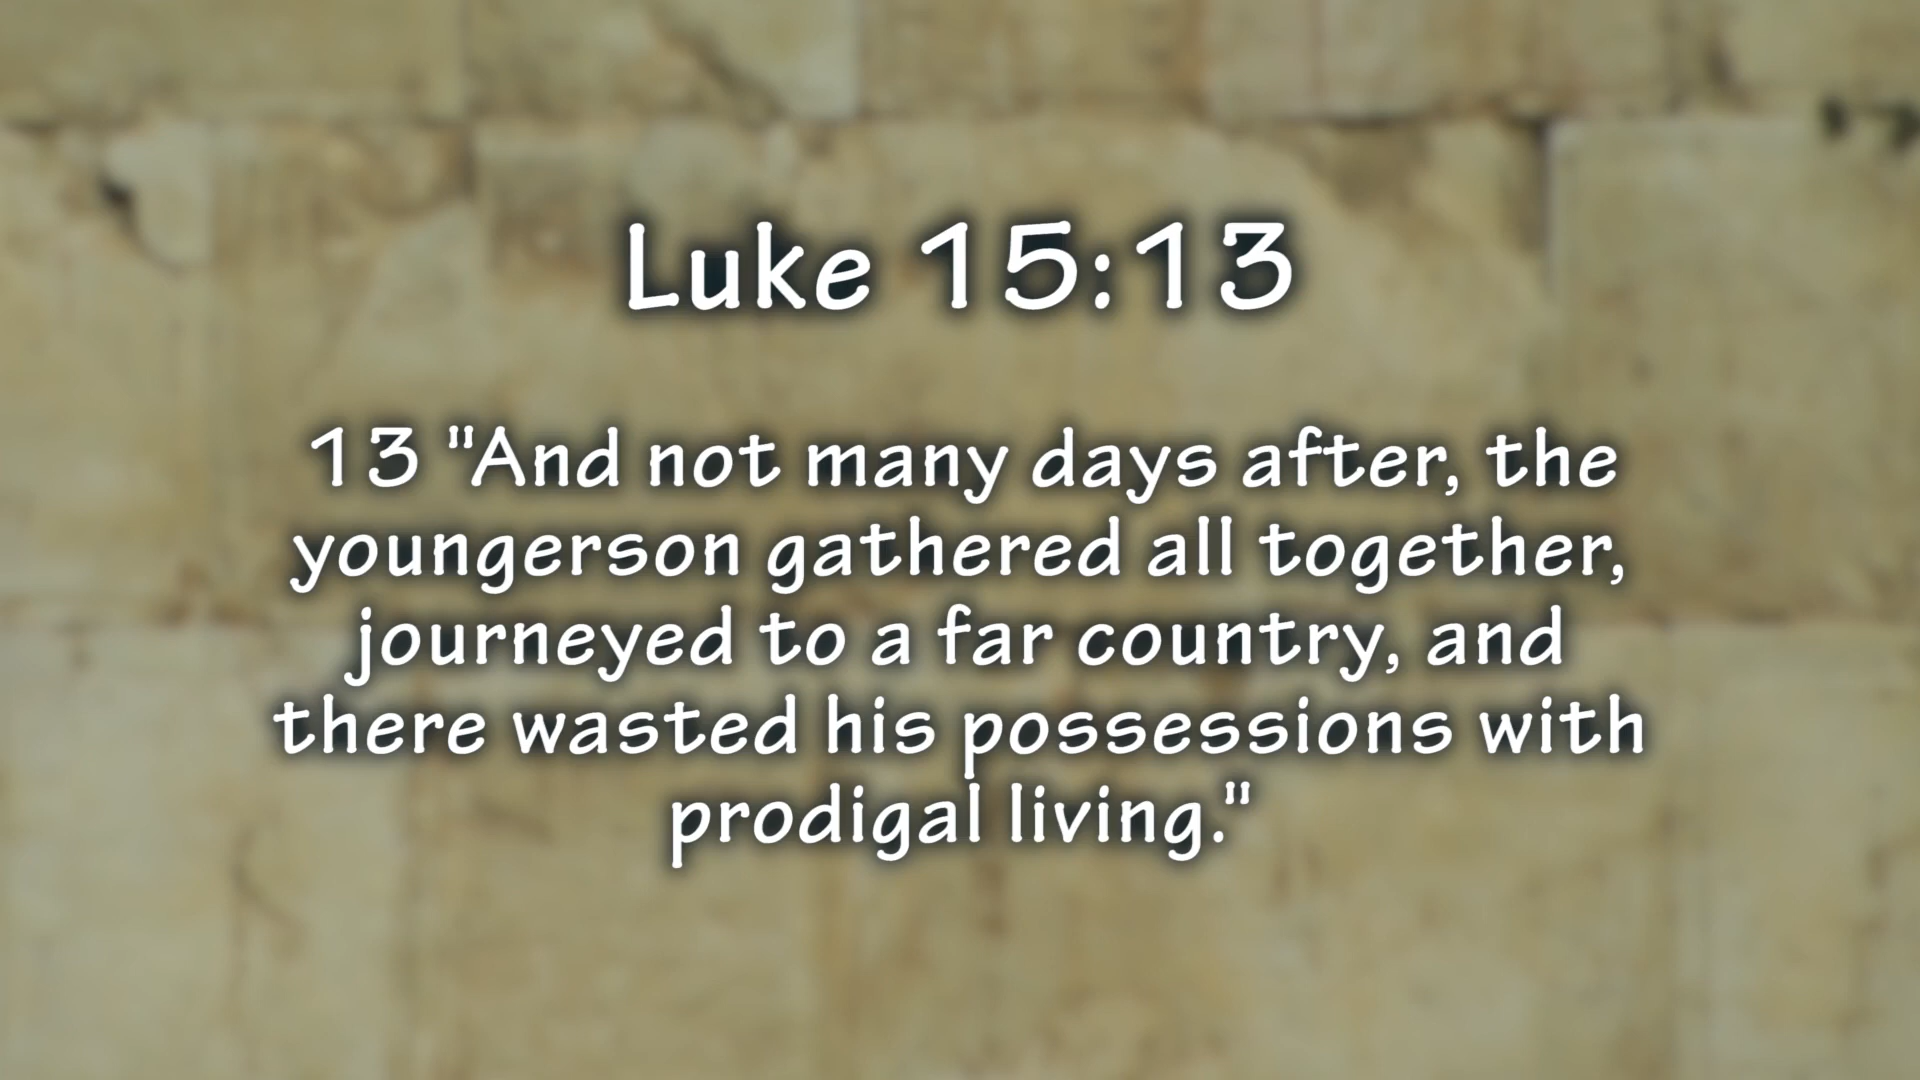 Luke 15:13
13 "And not many days after, the
youngerson gathered all together,
journeyed to a far country, and
there wasted his possessions with
prodigal living."